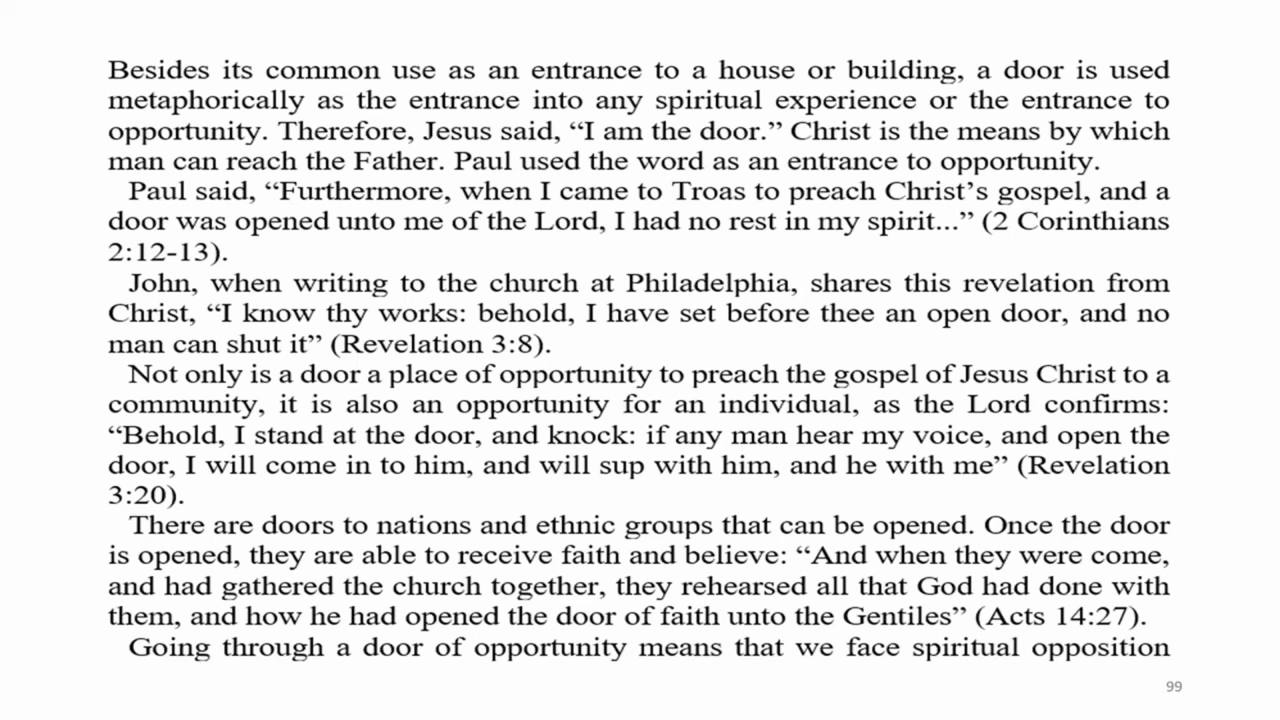 Besides its common use as an entrance to a house or building, a door is used
metaphorically as the entrance into any spiritual experience or the entrance to
opportunity. Therefore, Jesus said, “I am the door.” Christ is the means by which
man can reach the Father. Paul used the word as an entrance to opportunity.
Paul said, “Furthermore, when I came to Troas to preach Christ’s gospel, and a
door was opened unto me of the Lord, I had no rest in my spirit...” (2 Corinthians
2:12-13).
John, when writing to the church at Philadelphia, shares this revelation from
Christ, “I know thy works: behold, I have set before thee an open door, and no
man can shut it” (Revelation 3:8).
Not only is a door a place of opportunity to preach the gospel of Jesus Christ to a
community, it is also an opportunity for an individual, as the Lord confirms:
“Behold, I stand at the door, and knock: if any man hear my voice, and open the
door, I will come in to him, and will sup with him, and he with me” (Revelation
3:20).
There are doors to nations and ethnic groups that can be opened. Once the door
is opened, they are able to receive faith and believe: “And when they were come,
and had gathered the church together, they rehearsed all that God had done with
them, and how he had opened the door of faith unto the Gentiles” (Acts 14:27).
Going through a door of opportunity means that we face spiritual opposition
99